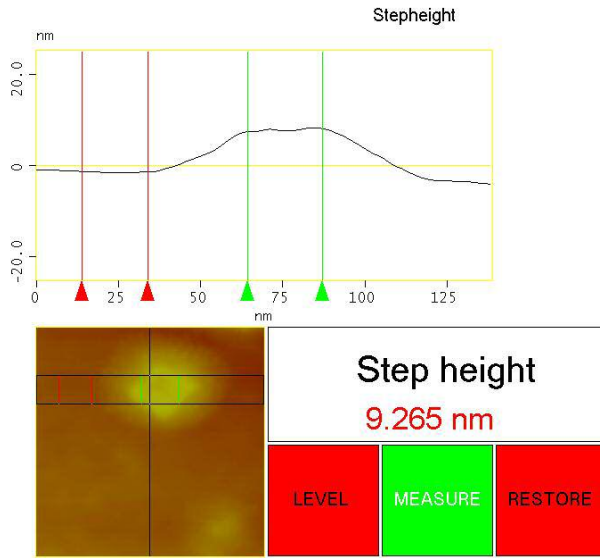 Stepheight
nm
20.0
0
-20.0
0 25 50 75 100 125
nm
Step height
9.265 nm
LEVEL MEASURE RESTORE